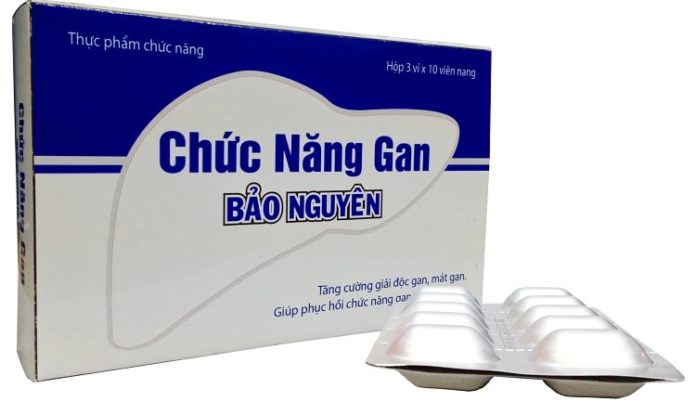 Thực phẩm chức năng
Hộp 3 vỉ x 10 viên nang
Chức Năng Gan
BẢO NGUYÊN
Tăng cường giải độc gan, mát gan.
Giúp phục hồi chức năng gan
Chức Năng Gan